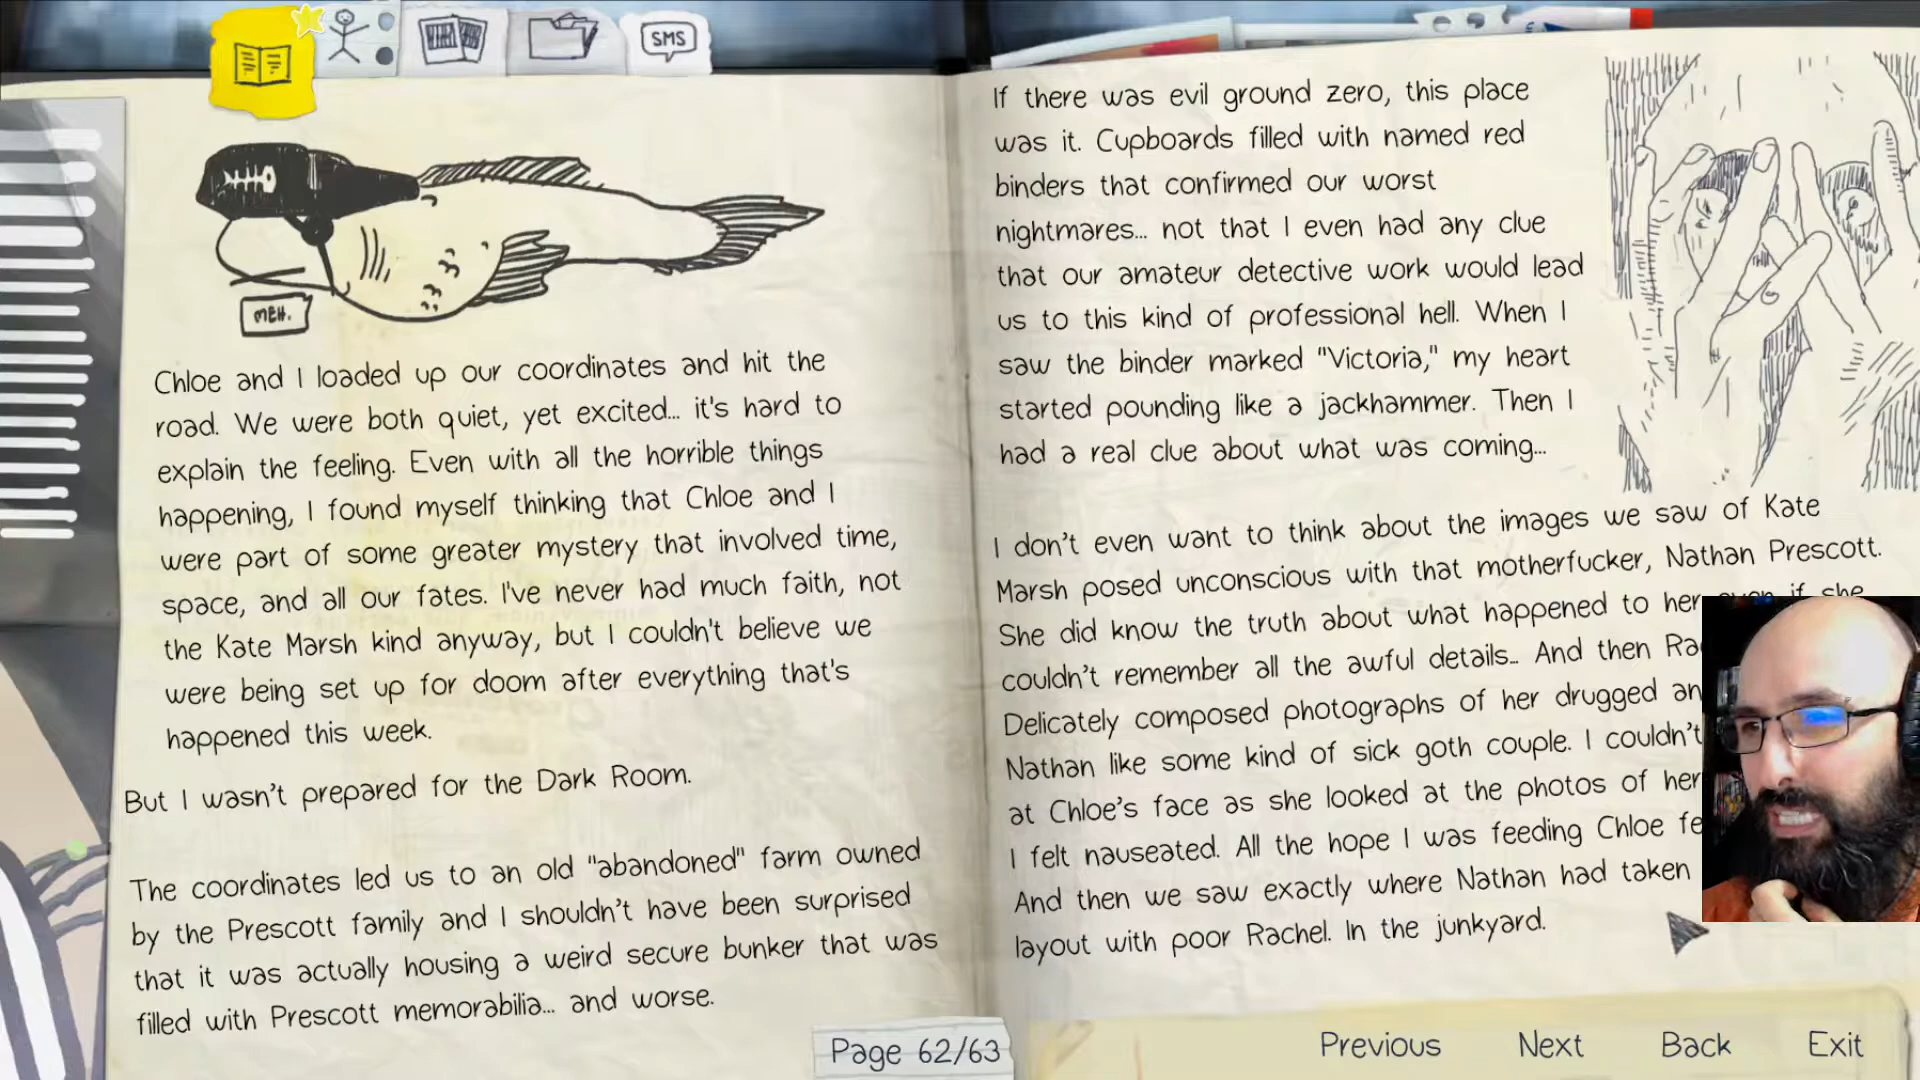 SMS
MEH.
Chloe and I loaded up our coordinates and hit the
road. We were both quiet, yet excited... it's hard to
explain the feeling. Even with all the horrible things
happening, I found myself thinking that Chloe and I
were part of some greater mystery that involved time,
space, and all our fates. I've never had much faith, not
the Kate Marsh kind anyway, but I couldn't believe we
were being set up for doom after everything that's
happened this week.
But I wasn't prepared for the Dark Room.
The coordinates led us to an old "abandoned" farm owned
by the Prescott family and I shouldn't have been surprised
that it was actually housing a weird secure bunker that was
filled with Prescott memorabilia... and worse.
If there was evil ground zero, this place
was it. Cupboards filled with named red
binders that confirmed our worst
nightmares... not that I even had any clue
that our amateur detective work would lead
us to this kind of professional hell. When I
saw the binder marked "Victoria," my heart
started pounding like a jackhammer. Then I
had a real clue about what was coming...
I don't even want to think about the images we saw of Kate
Marsh posed unconscious with that motherfucker, Nathan Prescott.
She did know the truth about what happened to her even if she
couldn't remember all the awful details... And then
Delicately composed photographs of her drugged
Nathan like some kind of sick goth couple. I couldn't
at Chloe's face as she looked at the photos of her
I felt nauseated. All the hope I was feeding Chloe
And then we saw exactly where Nathan had taken
layout with poor Rachel. In the junkyard.
Page 62/63
Previous Next Back Exit